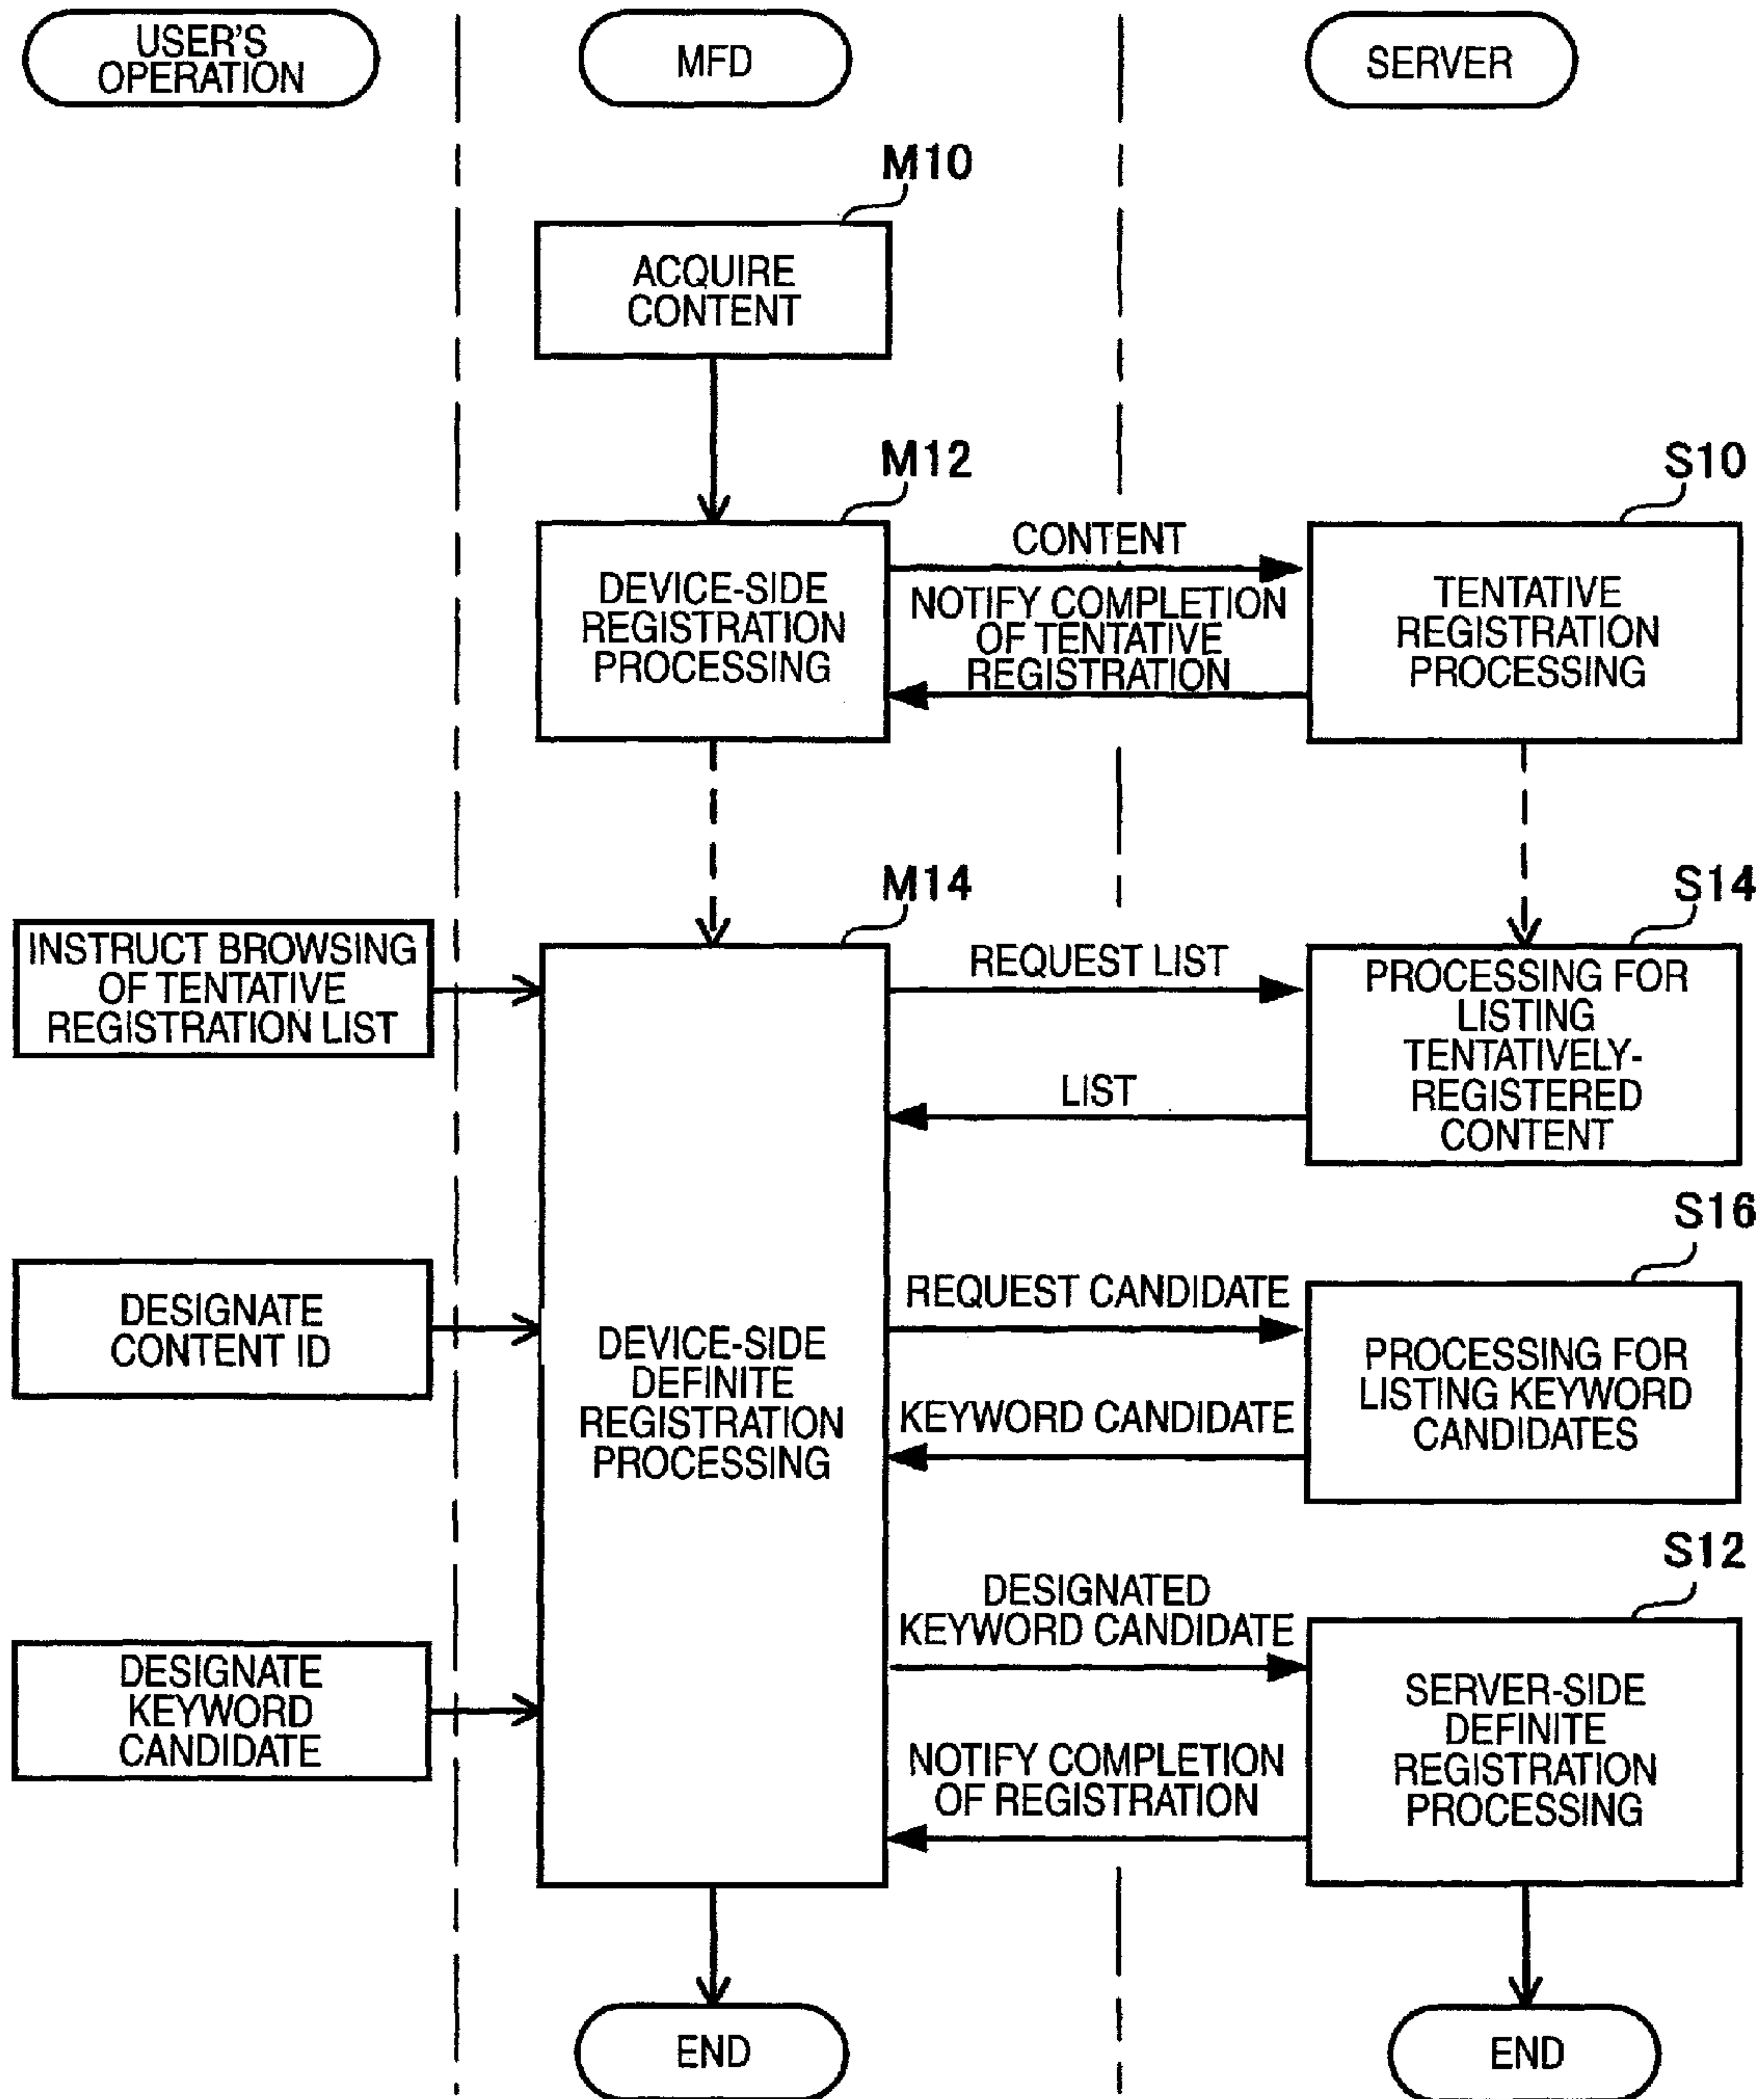 USER'S
OPERATION
MFD
SERVER
M10
ACQUIRE
CONTENT
M12
S10
DEVICE-SIDE
REGISTRATION
PROCESSING
CONTENT
NOTIFY COMPLETION
OF TENTATIVE
REGISTRATION
TENTATIVE
REGISTRATION
PROCESSING
M14
S14
INSTRUCT BROWSING
OF TENTATIVE
REGISTRATION LIST
REQUEST LIST
LIST
PROCESSING FOR
LISTING
TENTATIVELY-
REGISTERED
CONTENT
S16
DESIGNATE
CONTENT ID
DEVICE-SIDE
DEFINITE
REGISTRATION
PROCESSING
REQUEST CANDIDATE
KEYWORD CANDIDATE
PROCESSING FOR
LISTING KEYWORD
CANDIDATES
S12
DESIGNATE
KEYWORD
CANDIDATE
DESIGNATED
KEYWORD CANDIDATE
NOTIFY COMPLETION
OF REGISTRATION
SERVER-SIDE
DEFINITE
REGISTRATION
PROCESSING
END
END